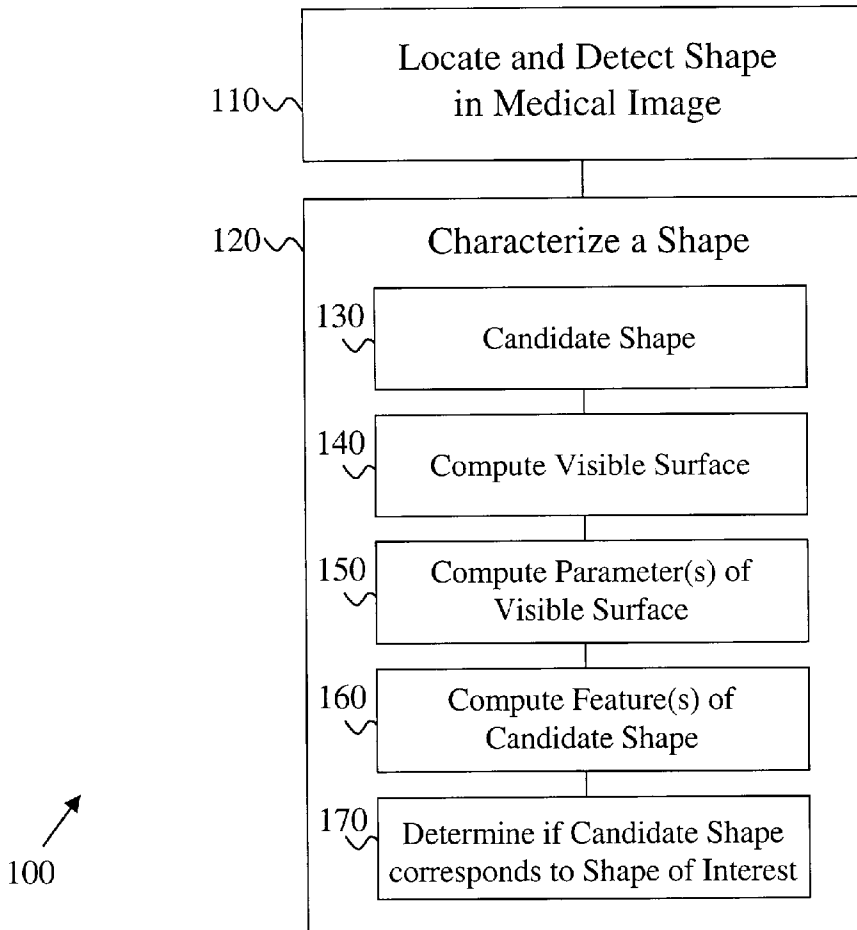 Locate and Detect Shape
in Medical Image
110
120
Characterize a Shape
130
Candidate Shape
140
Compute Visible Surface
150
Compute Parameter(s) of
Visible Surface
160
Compute Feature(s) of
Candidate Shape
170
Determine if Candidate Shape
corresponds to Shape of Interest
100